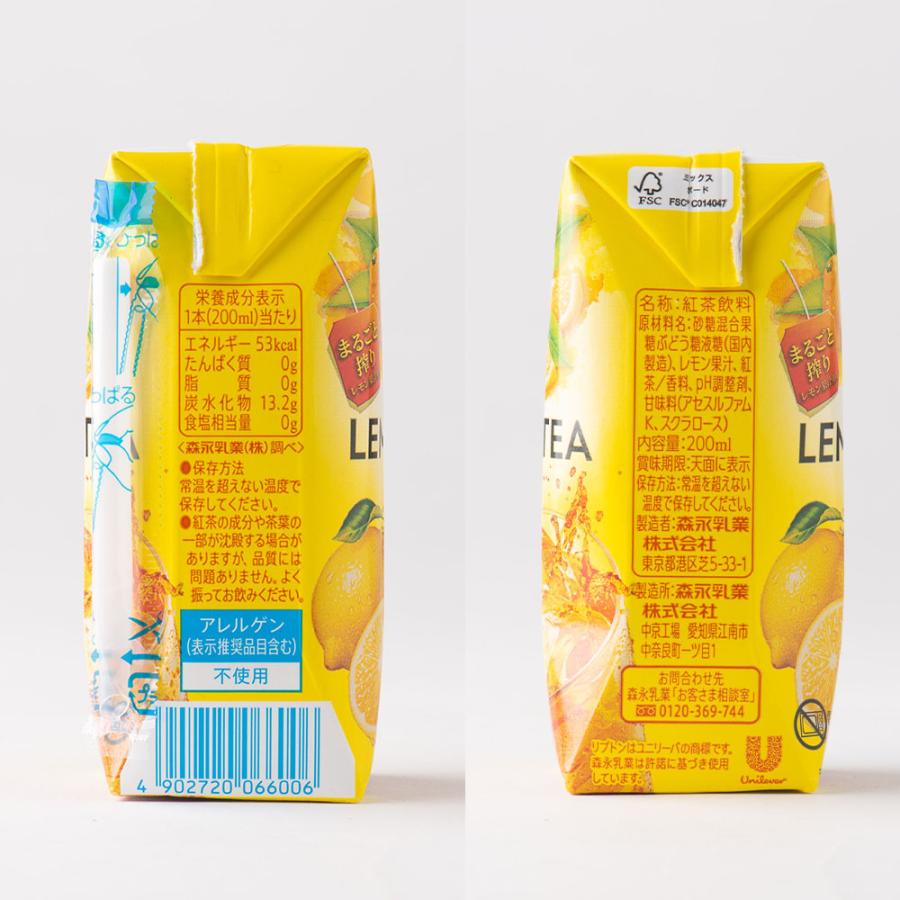 栄養成分表示
1本(200ml)当たり
エネルギー 53kcal
たんぱく質 0g
脂 質 0g
炭水化物 13.2g
食塩相当量 0g
<森永乳業(株)調べ>
●保存方法
常温を超えない温度で
保存してください。
●紅茶の成分や茶葉の
一部が沈殿する場合が
ありますが、品質には
問題ありません。よく
振ってお飲みください。
アレルゲン
(表示推奨品目含む)
不使用
4 902720 066006
まるごと
搾り
LEM
TEA
FSC
ミックス
ボード
FSC® C014047
名称:紅茶飲料
原材料名:砂糖混合果
糖ぶどう糖液糖(国内
製造)、レモン果汁、紅
茶/香料、pH調整剤、
甘味料(アセスルファム
K、スクラロース)
内容量:200ml
賞味期限:天面に表示
保存方法:常温を超えない
温度で保存してください。
製造者:森永乳業
株式会社
東京都港区芝5-33-1
製造所:森永乳業
株式会社
中京工場 愛知県江南市
中奈良町一ツ目1
お問合わせ先
森永乳業「お客さま相談室」
0120-369-744
リプトンはユニリーバの商標です。
森永乳業は許諾に基づき使用
しています。
Unilever
TEA
まるごと
搾り
LEM